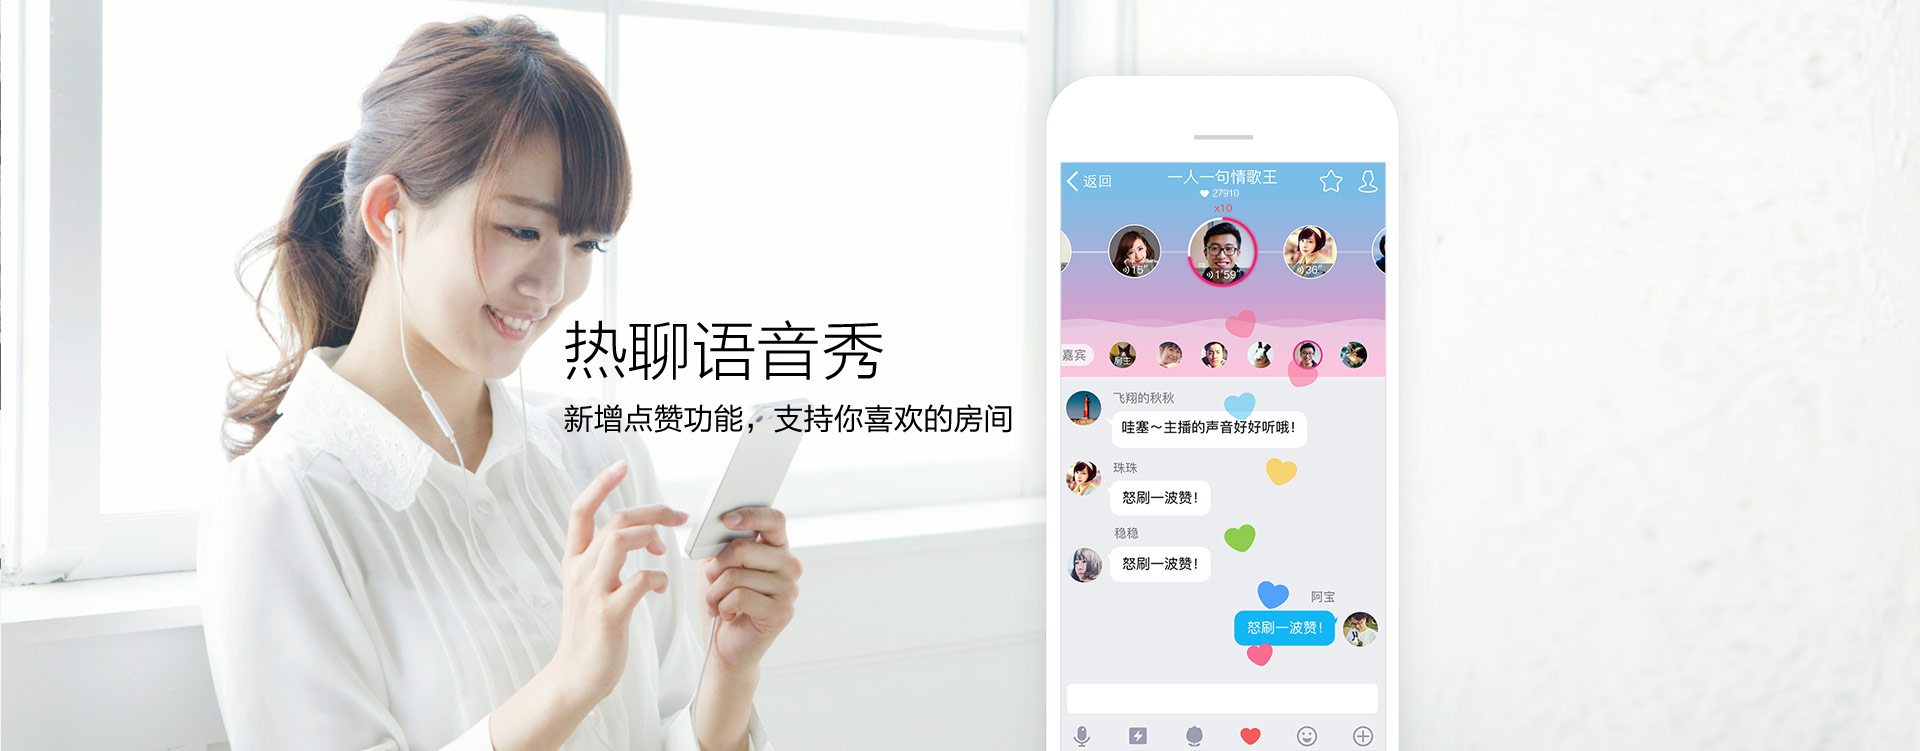 热聊语音秀
新增点赞功能，支持你喜欢的房间
返回
一人一句情歌王
27910
x10
15"
1'59"
36"
嘉宾
房主
飞翔的秋秋
哇塞～主播的声音好好听哦！
珠珠
怒刷一波赞！
稳稳
怒刷一波赞！
阿宝
怒刷一波赞！